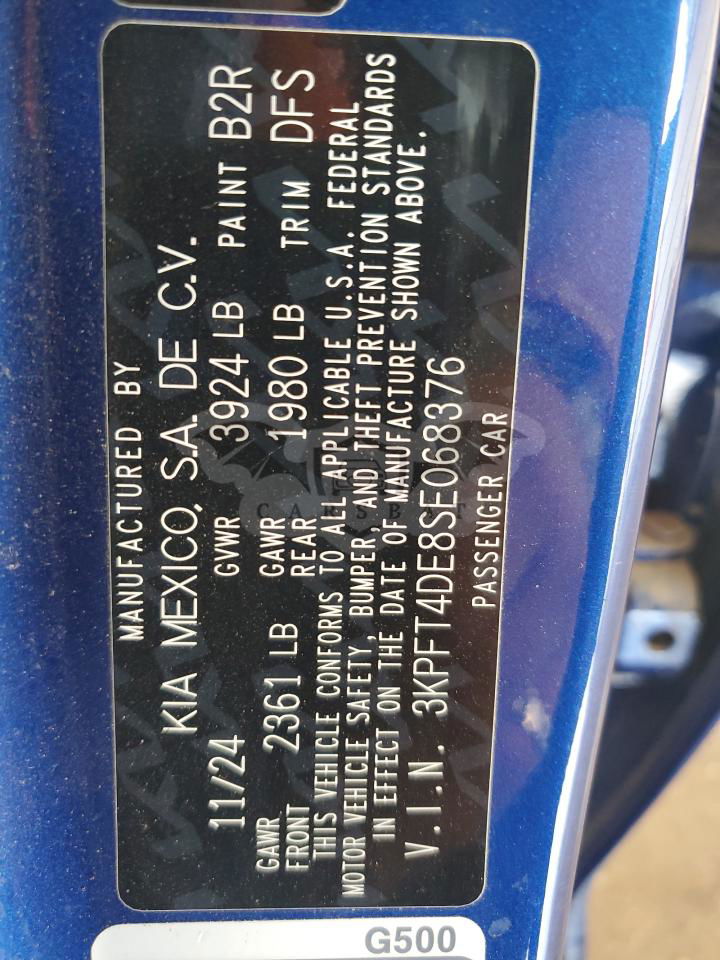 MANUFACTURED BY
KIA MEXICO, S.A. DE C.V.
11/24 GVWR 3924 LB PAINT B2R
GAWR FRONT 2361 LB GAWR REAR 1980 LB TRIM DFS
THIS VEHICLE CONFORMS TO ALL APPLICABLE U.S.A. FEDERAL
MOTOR VEHICLE SAFETY, BUMPER, AND THEFT PREVENTION STANDARDS
IN EFFECT ON THE DATE OF MANUFACTURE SHOWN ABOVE.
V.I.N. 3KPFT4DE8SE068376
PASSENGER CAR
CARSBAT
G500